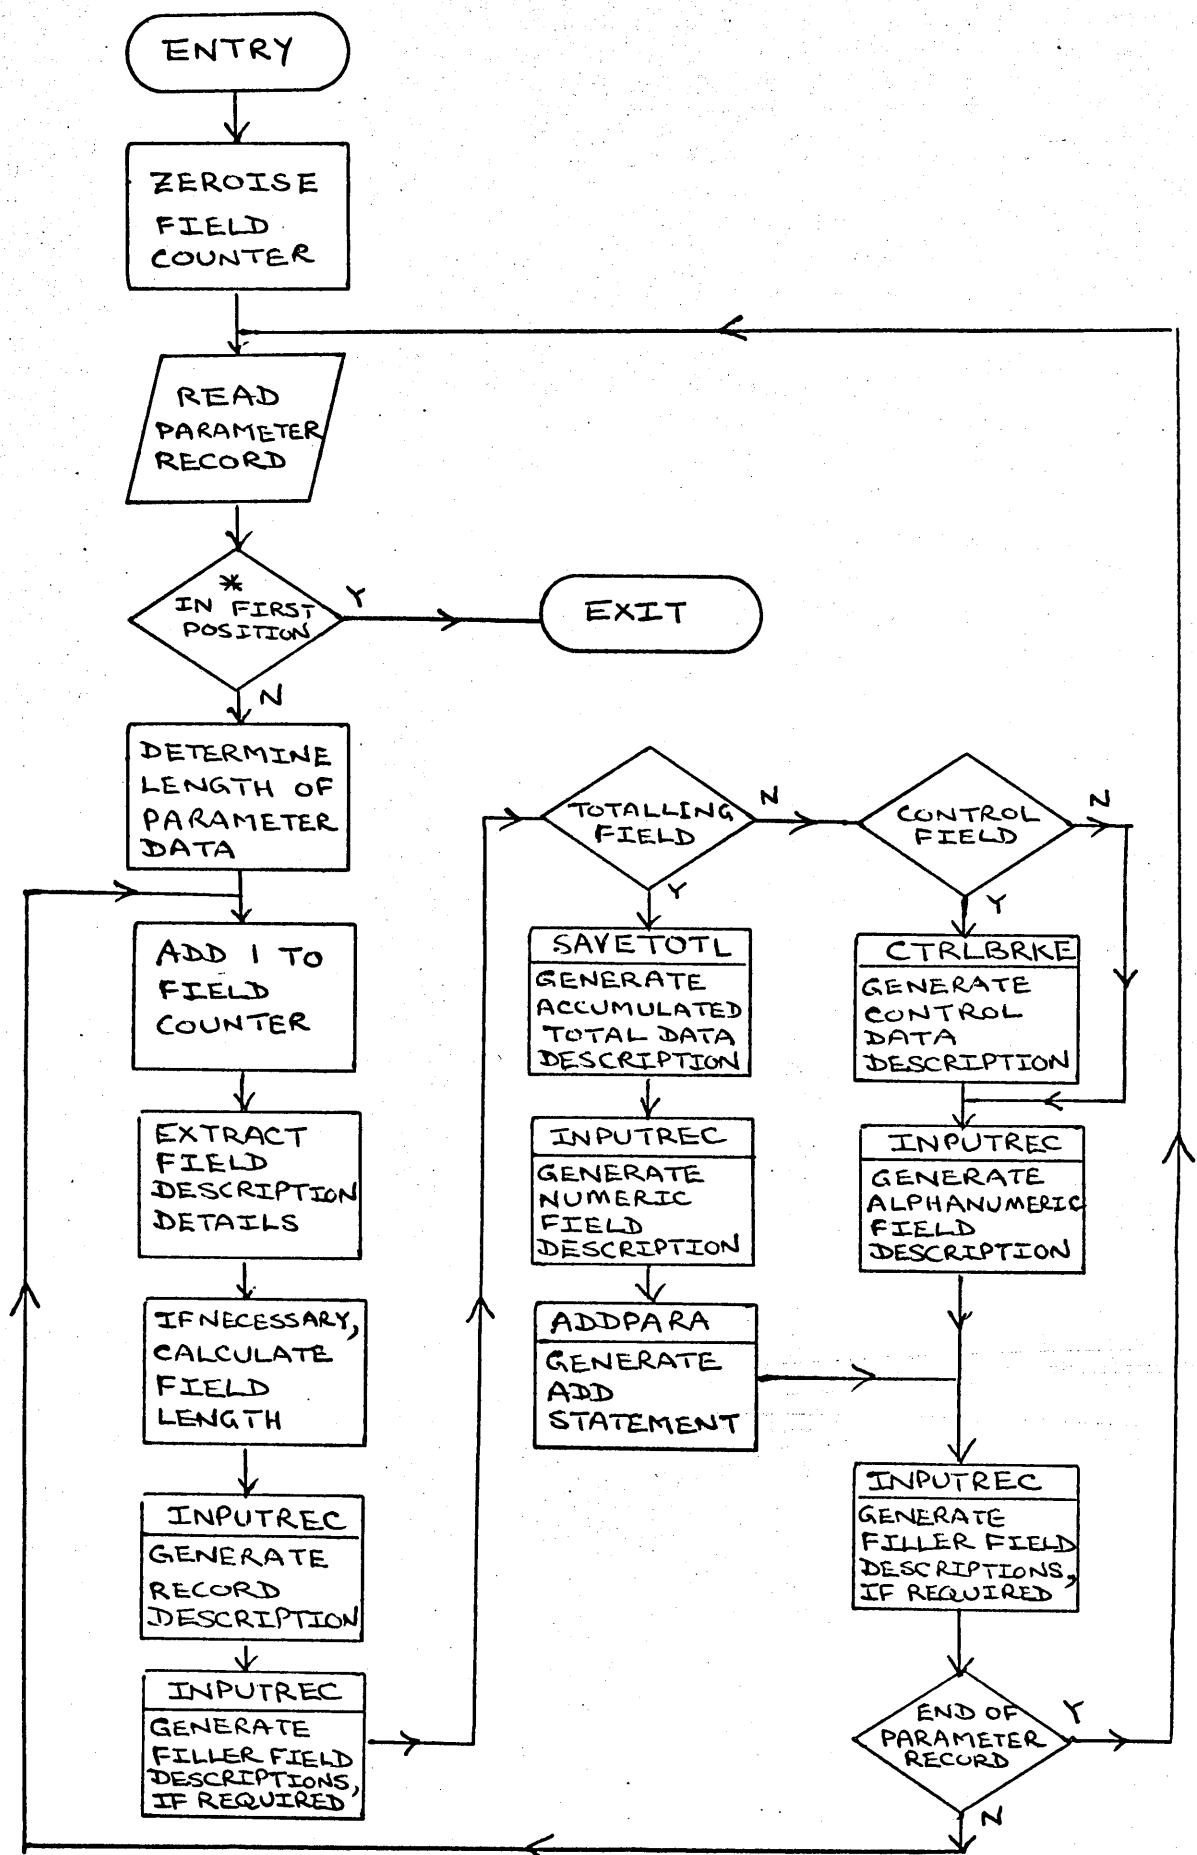 ENTRY
ZEROISE
FIELD
COUNTER
READ
PARAMETER
RECORD
*
IN FIRST
POSITION
Y
EXIT
N
DETERMINE
LENGTH OF
PARAMETER
DATA
ADD 1 TO
FIELD
COUNTER
EXTRACT
FIELD
DESCRIPTION
DETAILS
IF NECESSARY,
CALCULATE
FIELD
LENGTH
INPUTREC
GENERATE
RECORD
DESCRIPTION
INPUTREC
GENERATE
FILLER FIELD
DESCRIPTIONS,
IF REQUIRED
TOTALLING
FIELD
N
Y
SAVETOTL
GENERATE
ACCUMULATED
TOTAL DATA
DESCRIPTION
INPUTREC
GENERATE
NUMERIC
FIELD
DESCRIPTION
ADDPARA
GENERATE
ADD
STATEMENT
CONTROL
FIELD
N
Y
CTRLBRKE
GENERATE
CONTROL
DATA
DESCRIPTION
INPUTREC
GENERATE
ALPHANUMERIC
FIELD
DESCRIPTION
INPUTREC
GENERATE
FILLER FIELD
DESCRIPTIONS,
IF REQUIRED
END OF
PARAMETER
RECORD
Y
N